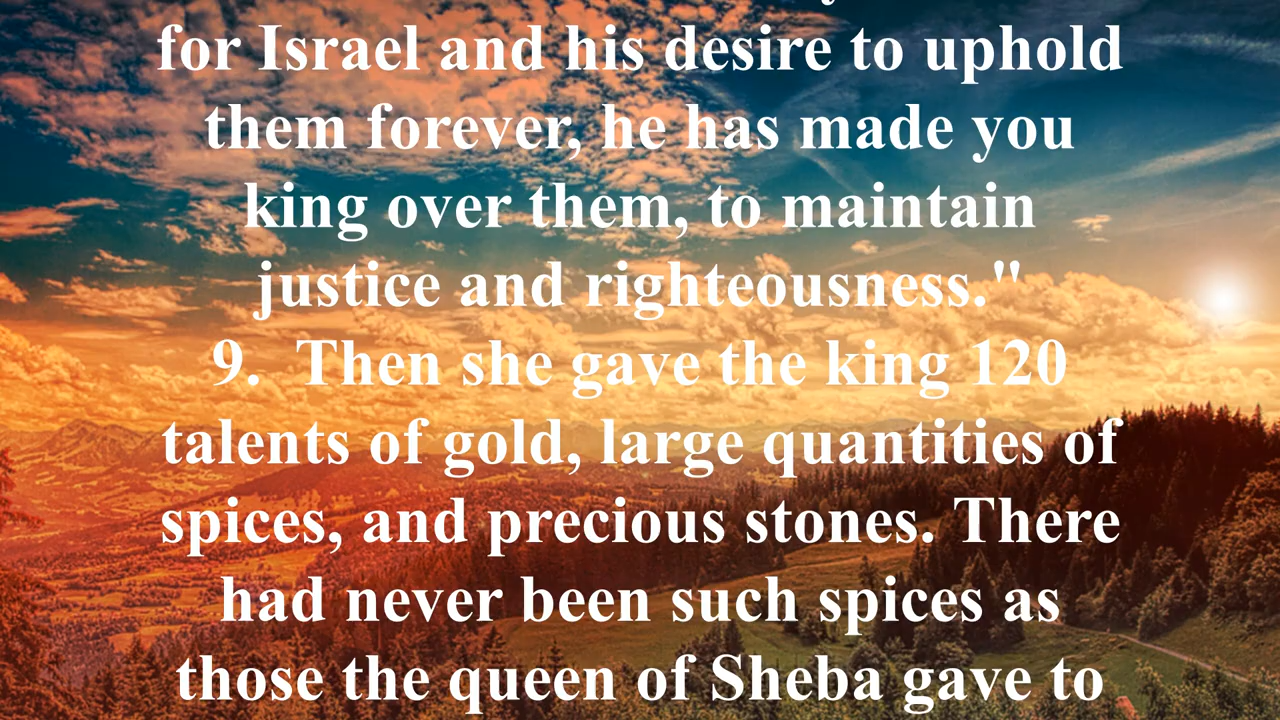 for Israel and his desire to uphold
them forever, he has made you
king over them, to maintain
justice and righteousness."
9. Then she gave the king 120
talents of gold, large quantities of
spices, and precious stones. There
had never been such spices as
those the queen of Sheba gave to